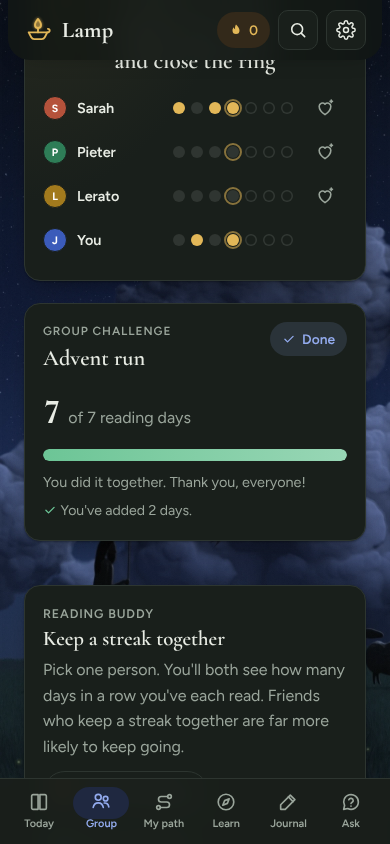 Lamp
0
and close the ring
S Sarah
P Pieter
L Lerato
J You
GROUP CHALLENGE
Done
Advent run
7 of 7 reading days
You did it together. Thank you, everyone!
You've added 2 days.
READING BUDDY
Keep a streak together
Pick one person. You'll both see how many
days in a row you've each read. Friends
who keep a streak together are far more
likely to keep going.
Today
Group
My path
Learn
Journal
Ask